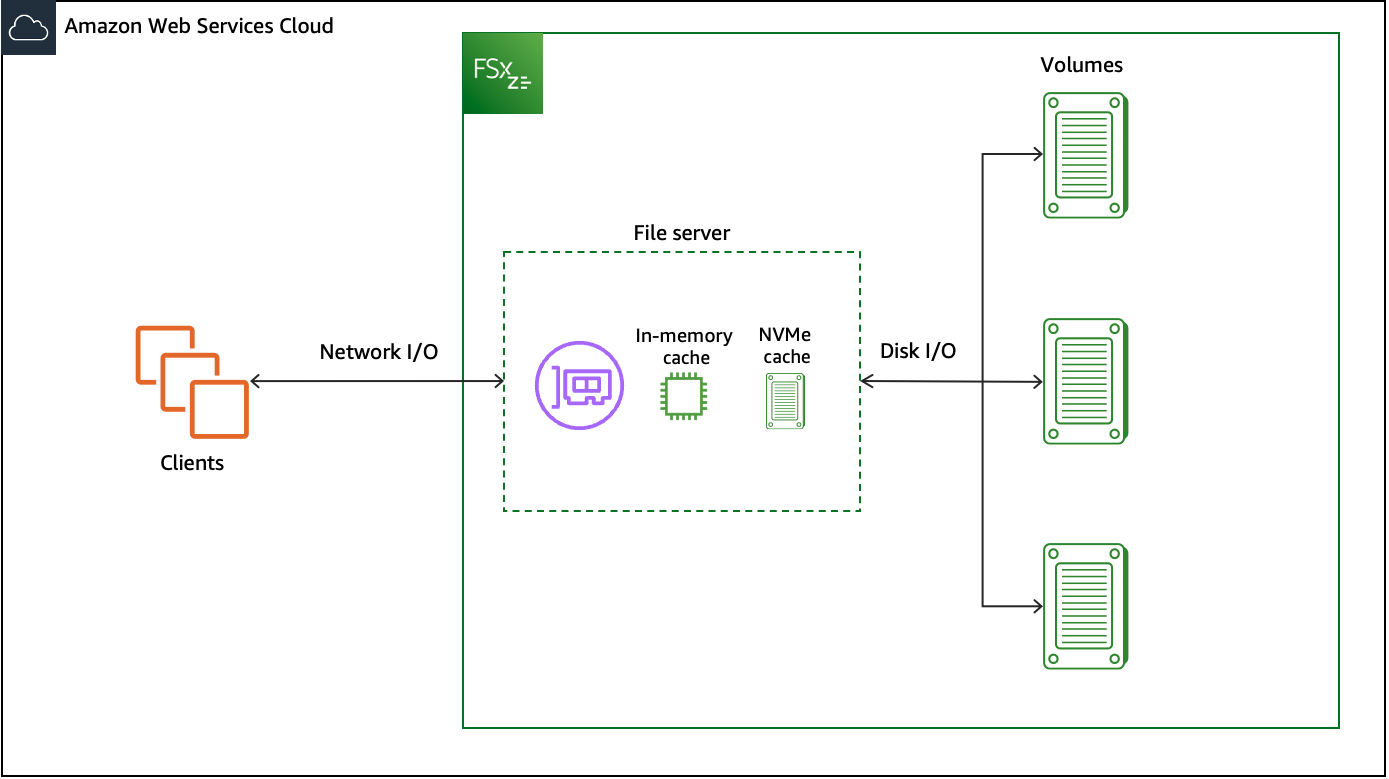 Amazon Web Services Cloud
FSx
Z
Volumes
File server
In-memory
cache
NVMe
cache
Network I/O
Disk I/O
Clients